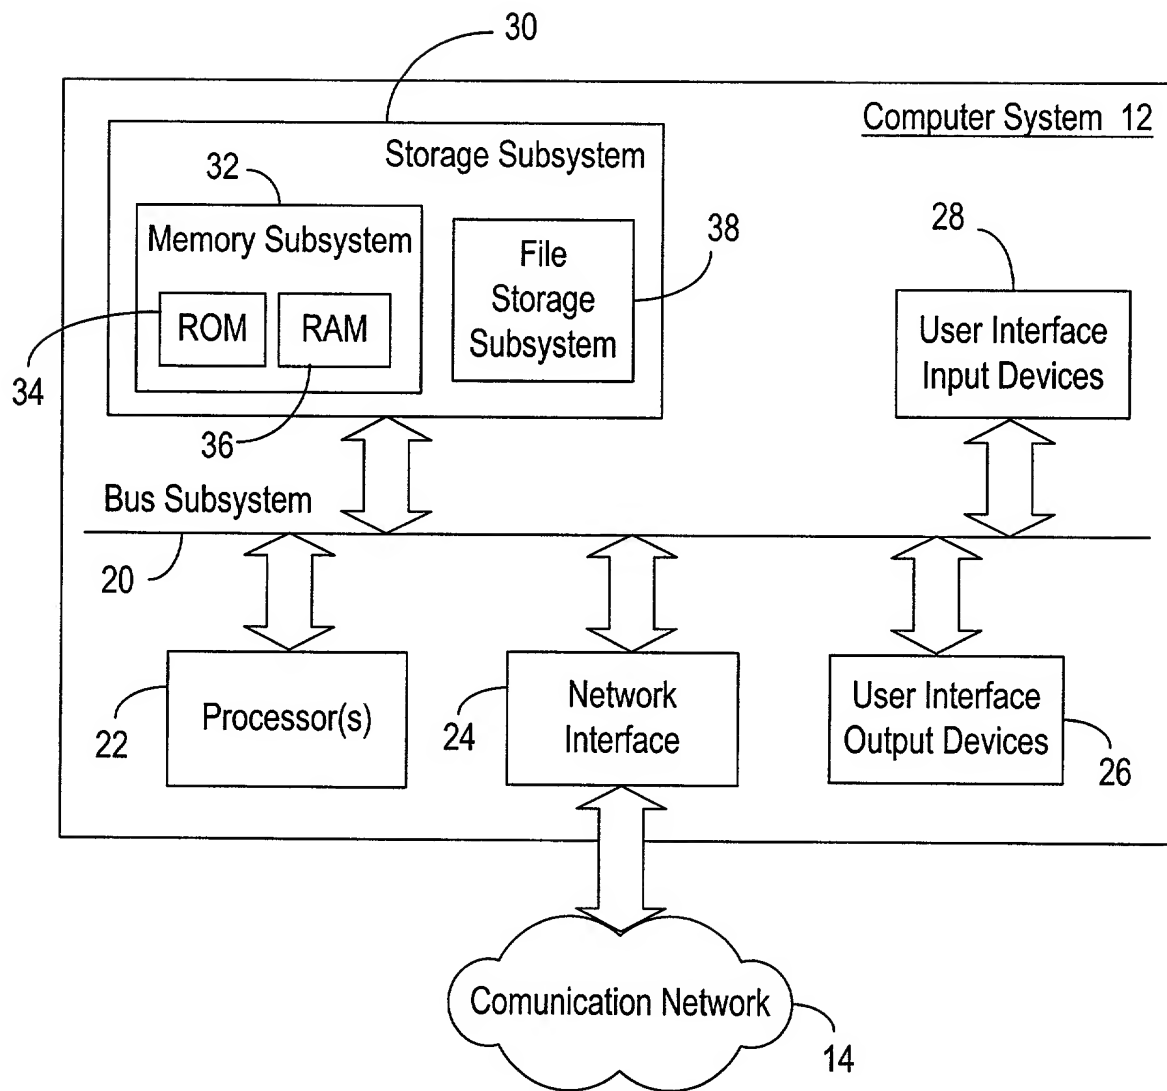 30
Computer System 12
Storage Subsystem
32
Memory Subsystem
ROM
RAM
34
36
File
Storage
Subsystem
38
28
User Interface
Input Devices
Bus Subsystem
20
Processor(s)
22
Network
Interface
24
User Interface
Output Devices
26
Comunication Network
14